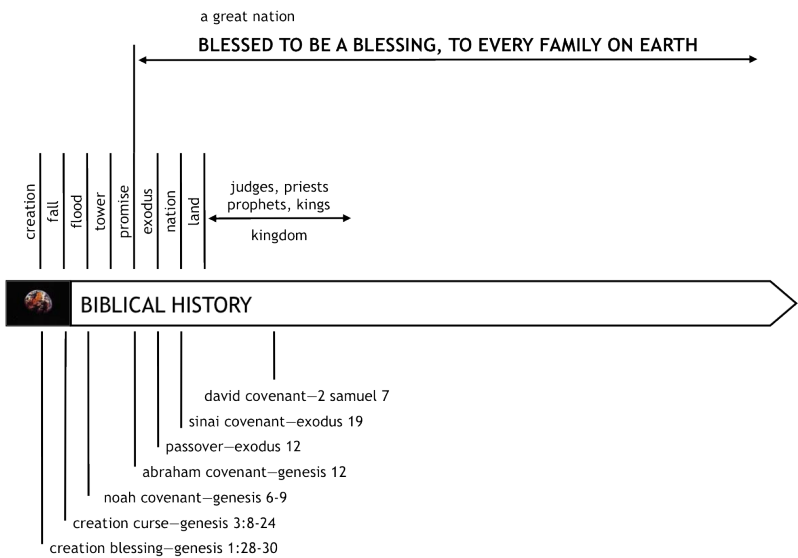 a great nation
BLESSED TO BE A BLESSING, TO EVERY FAMILY ON EARTH
creation
fall
flood
tower
promise
exodus
nation
land
judges, priests
prophets, kings
kingdom
BIBLICAL HISTORY
david covenant—2 samuel 7
sinai covenant—exodus 19
passover—exodus 12
abraham covenant—genesis 12
noah covenant—genesis 6-9
creation curse—genesis 3:8-24
creation blessing—genesis 1:28-30